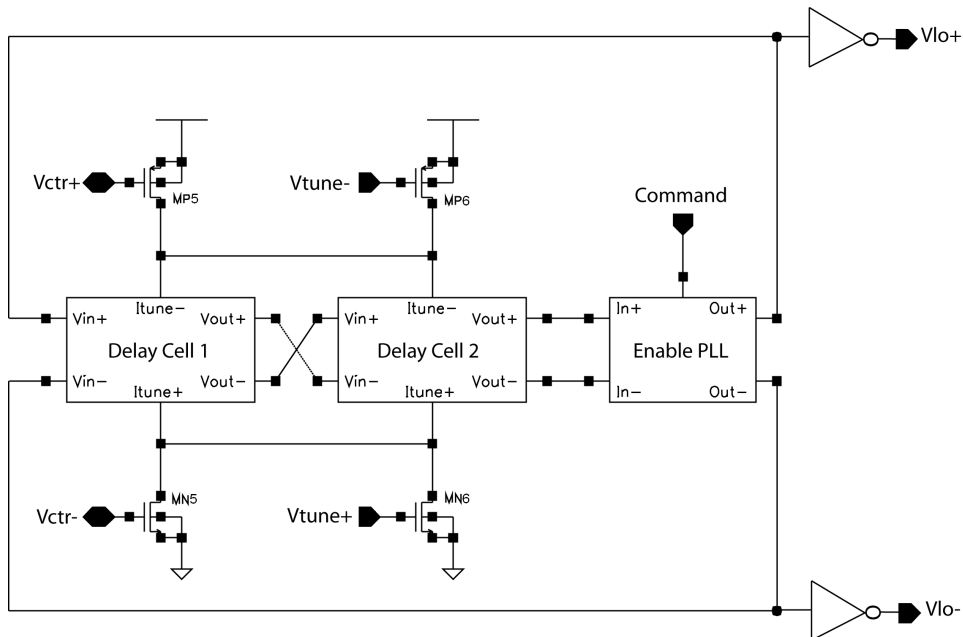 Vlo+
Vctr+
MP5
Vtune-
MP6
Command
Itune-
Itune-
Vin+
Vout+
Vin+
Vout+
In+
Out+
Delay Cell 1
Delay Cell 2
Enable PLL
Vin-
Vout-
Vin-
Vout-
In-
Out-
Itune+
Itune+
MN5
MN6
Vctr-
Vtune+
Vlo-